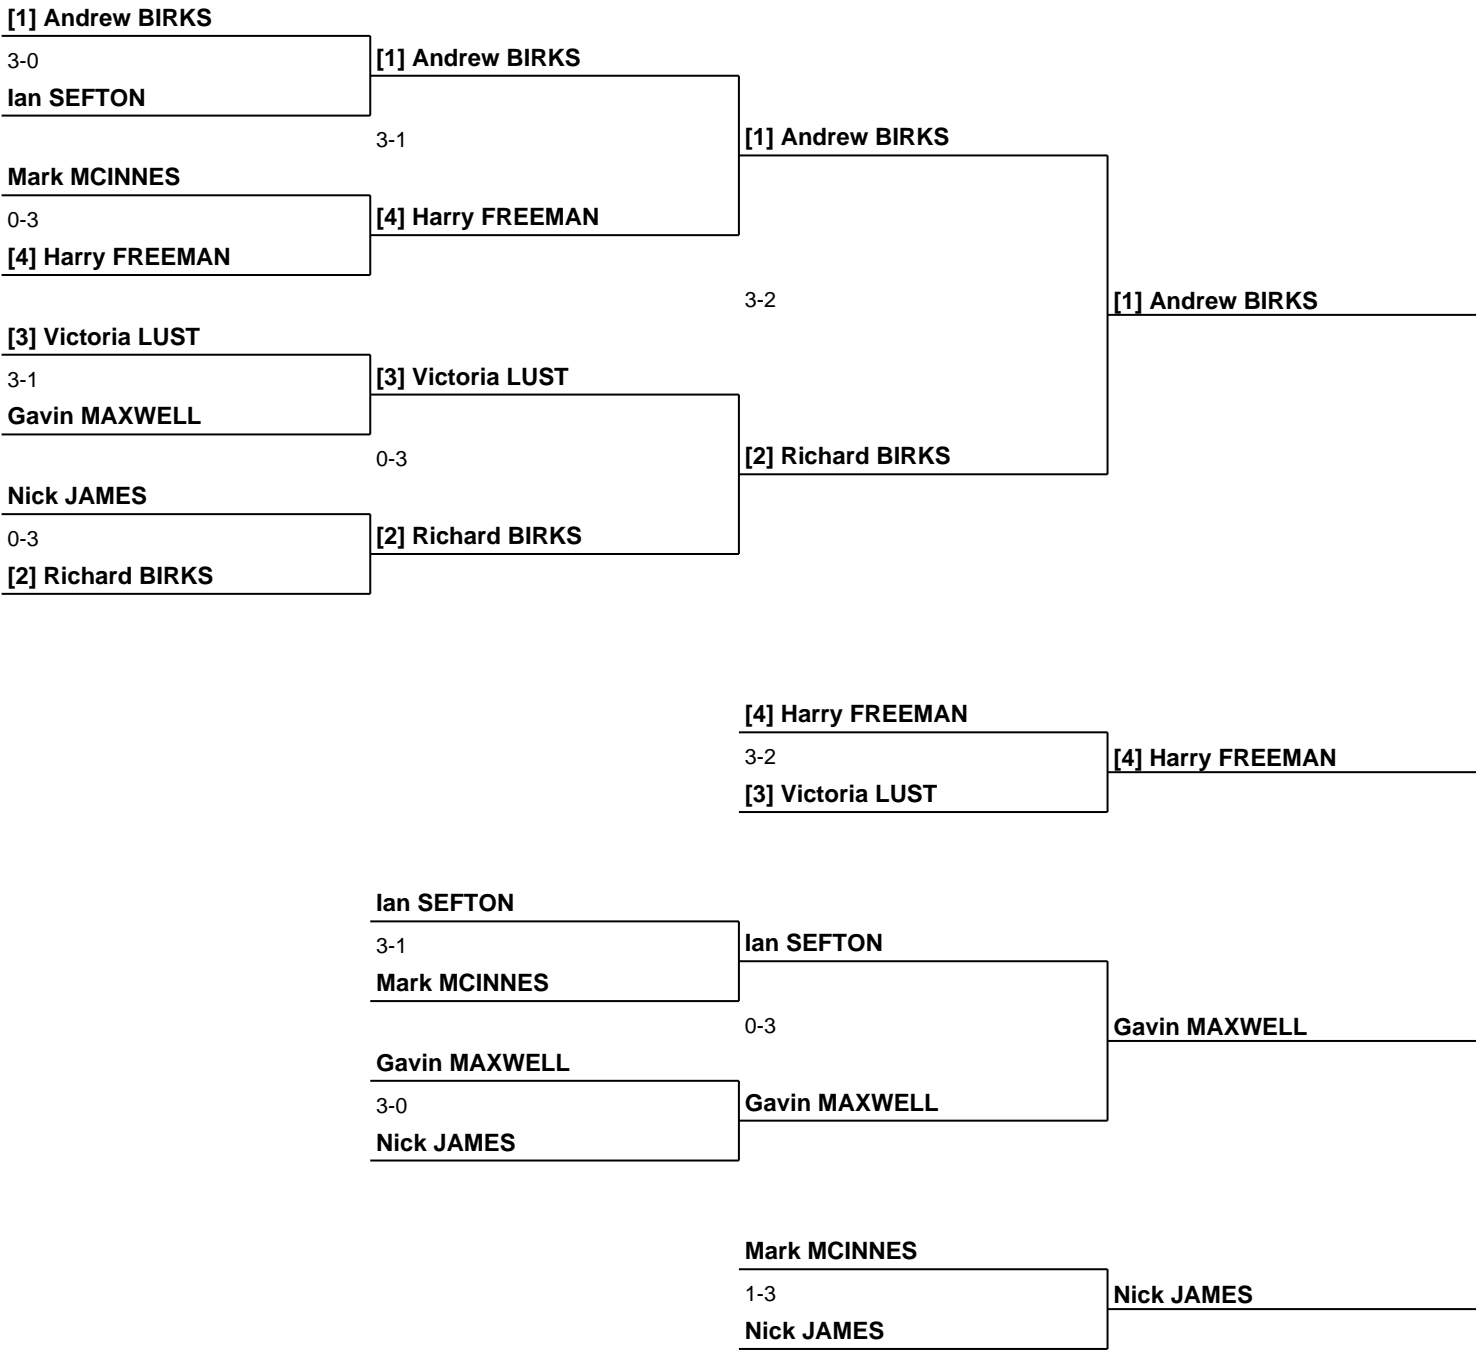 [1] Andrew BIRKS
3-0
[1] Andrew BIRKS
Ian SEFTON
3-1
[1] Andrew BIRKS
Mark MCINNES
0-3
[4] Harry FREEMAN
[4] Harry FREEMAN
3-2
[1] Andrew BIRKS
[3] Victoria LUST
3-1
[3] Victoria LUST
Gavin MAXWELL
0-3
[2] Richard BIRKS
Nick JAMES
0-3
[2] Richard BIRKS
[2] Richard BIRKS
[4] Harry FREEMAN
3-2
[4] Harry FREEMAN
[3] Victoria LUST
Ian SEFTON
3-1
Ian SEFTON
Mark MCINNES
0-3
Gavin MAXWELL
Gavin MAXWELL
3-0
Gavin MAXWELL
Nick JAMES
Mark MCINNES
1-3
Nick JAMES
Nick JAMES